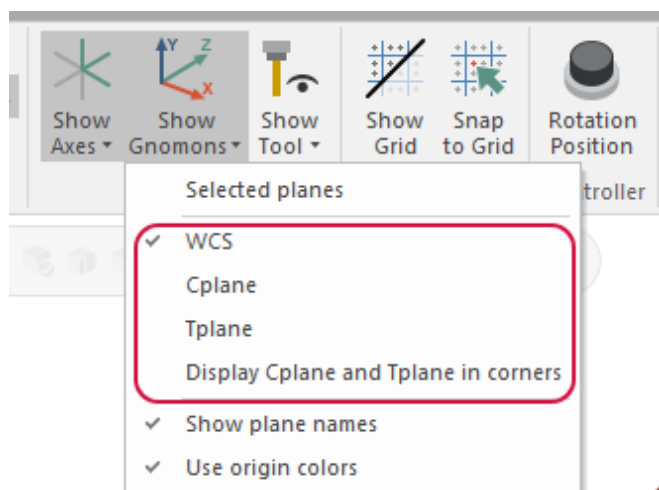 Y Z
X
Show Axes
Show Gnomons
Show Tool
Show Grid
Snap to Grid
Rotation Position
troller
Selected planes
WCS
Cplane
Tplane
Display Cplane and Tplane in corners
Show plane names
Use origin colors